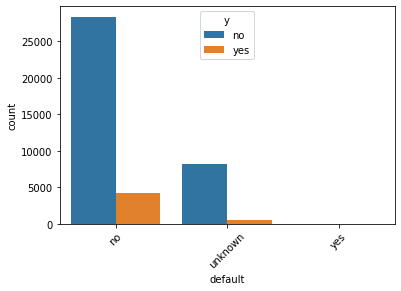 y
no
yes
25000
20000
15000
10000
5000
0
count
no
unknown
yes
default